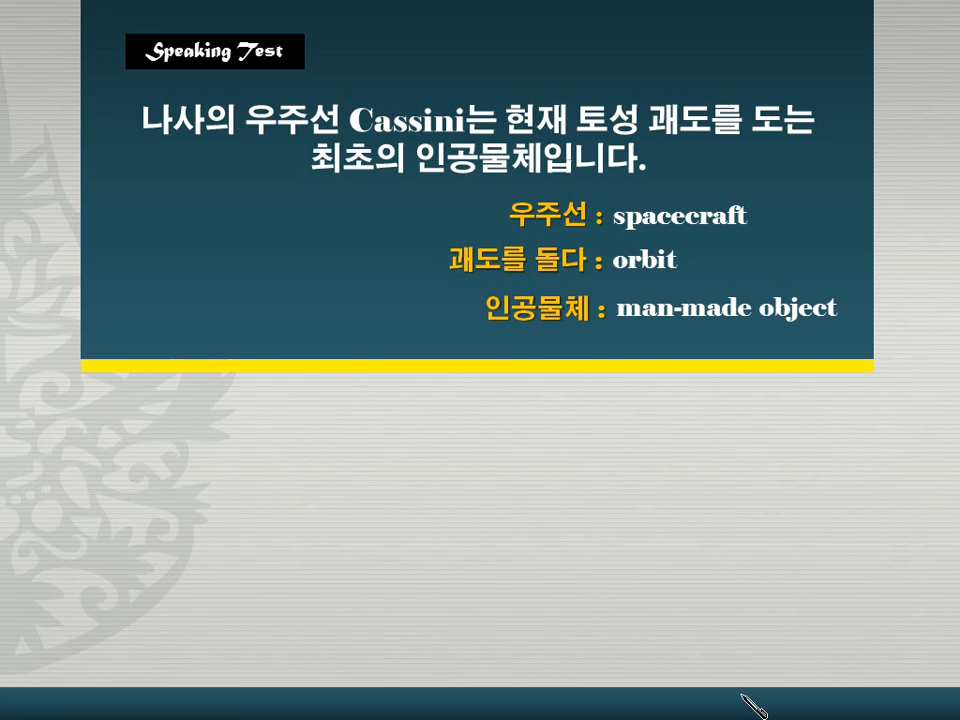 Speaking Test
나사의 우주선 Cassini는 현재 토성 괘도를 도는
최초의 인공물체입니다.
우주선 : spacecraft
괘도를 돌다 : orbit
인공물체 : man-made object